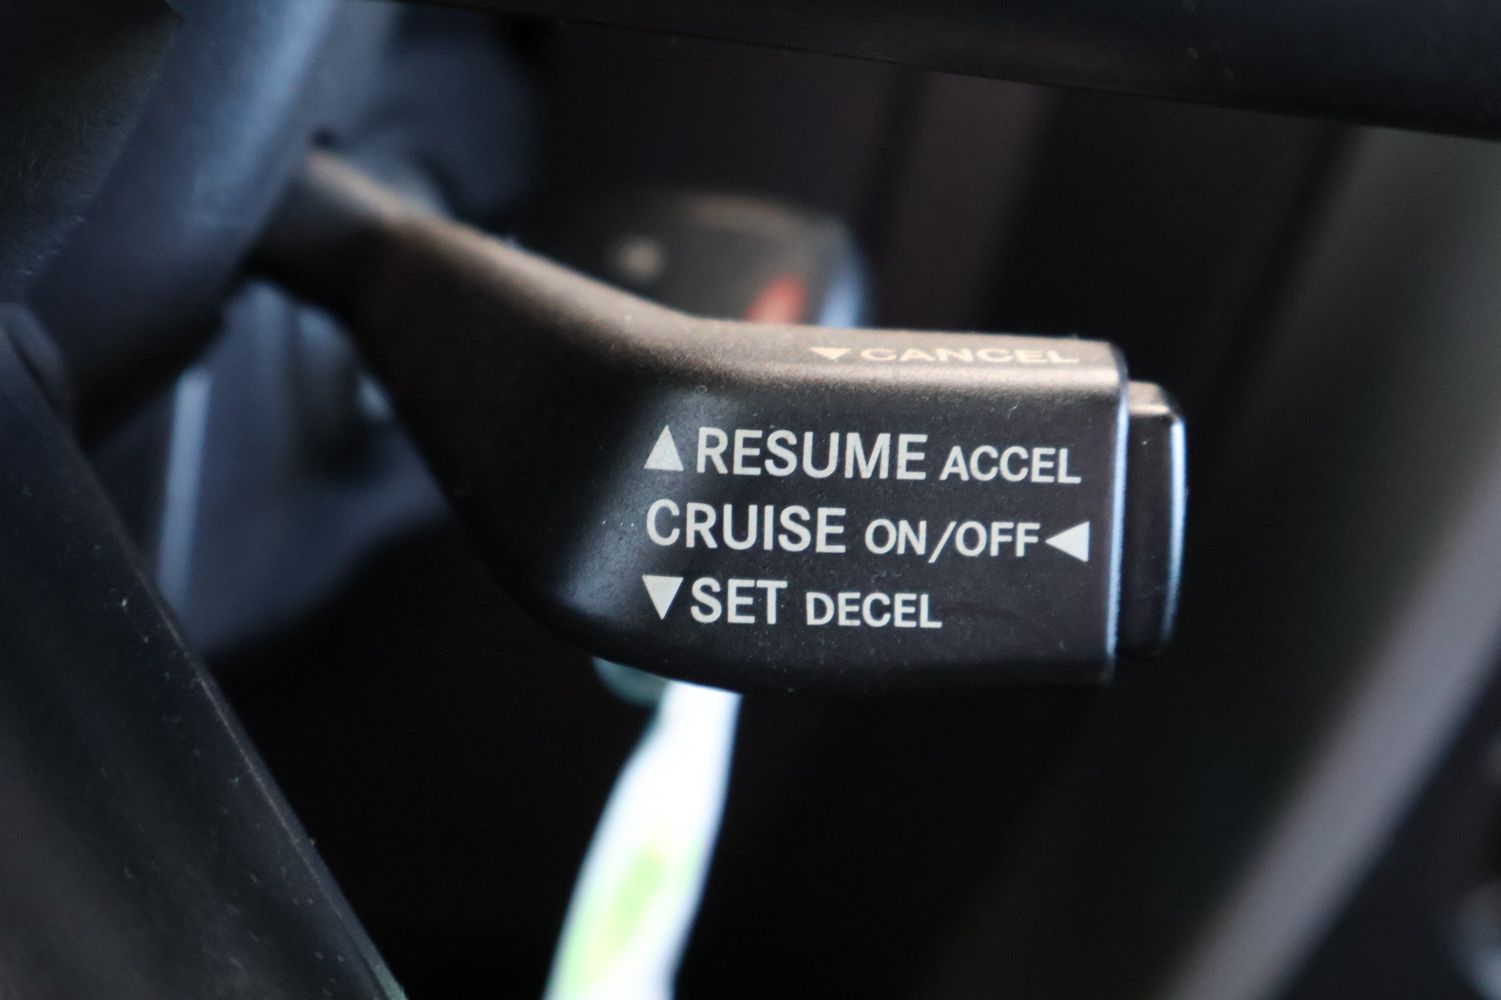 ▼CANCEL
▲RESUME ACCEL
CRUISE ON/OFF◀
▼SET DECEL